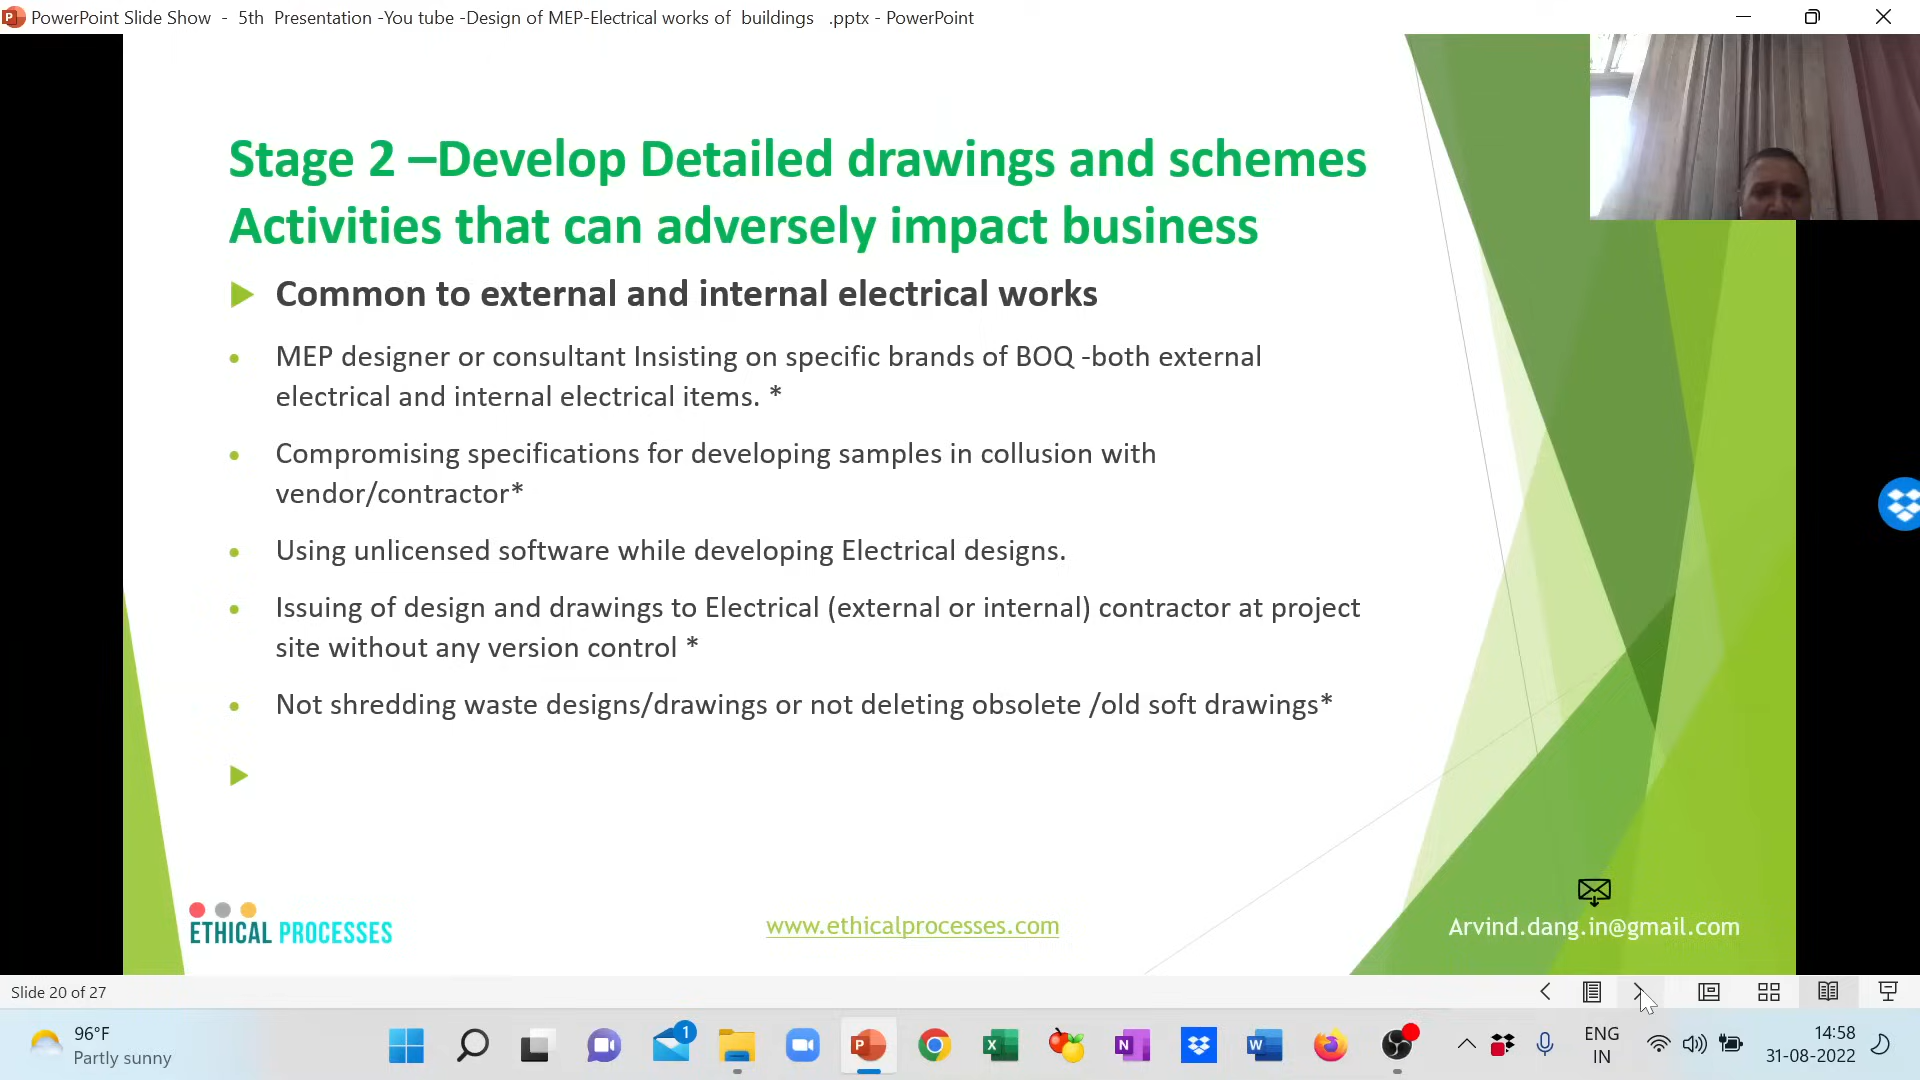 PowerPoint Slide Show - 5th Presentation -You tube -Design of MEP-Electrical works of buildings .pptx - PowerPoint
Stage 2 –Develop Detailed drawings and schemes
Activities that can adversely impact business
Common to external and internal electrical works
MEP designer or consultant Insisting on specific brands of BOQ -both external
electrical and internal electrical items. *
Compromising specifications for developing samples in collusion with
vendor/contractor*
Using unlicensed software while developing Electrical designs.
Issuing of design and drawings to Electrical (external or internal) contractor at project
site without any version control *
Not shredding waste designs/drawings or not deleting obsolete /old soft drawings*
ETHICAL PROCESSES
www.ethicalprocesses.com
Arvind.dang.in@gmail.com
Slide 20 of 27
96°F
Partly sunny
1
ENG
IN
14:58
31-08-2022